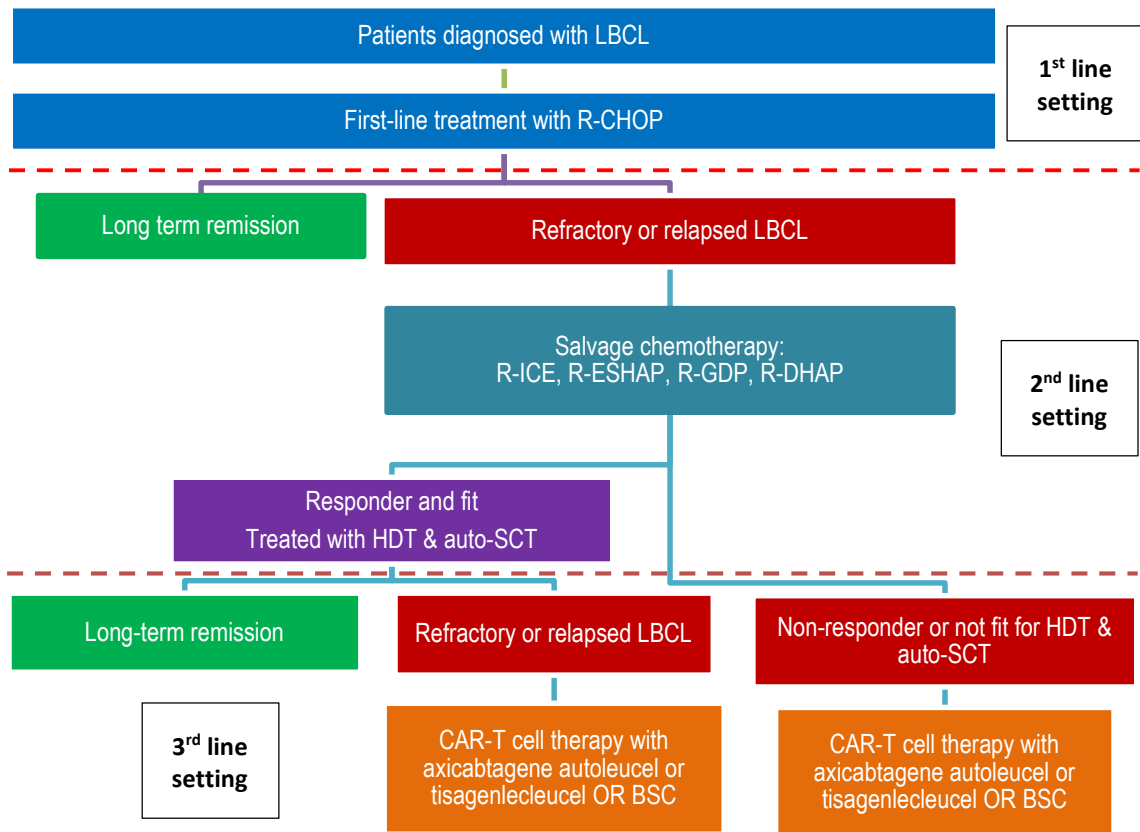 Patients diagnosed with LBCL
1st line
setting
First-line treatment with R-CHOP
Long term remission
Refractory or relapsed LBCL
Salvage chemotherapy:
R-ICE, R-ESHAP, R-GDP, R-DHAP
2nd line
setting
Responder and fit
Treated with HDT & auto-SCT
Long-term remission
Refractory or relapsed LBCL
Non-responder or not fit for HDT &
auto-SCT
3rd line
setting
CAR-T cell therapy with
axicabtagene autoleucel or
tisagenlecleucel OR BSC
CAR-T cell therapy with
axicabtagene autoleucel or
tisagenlecleucel OR BSC